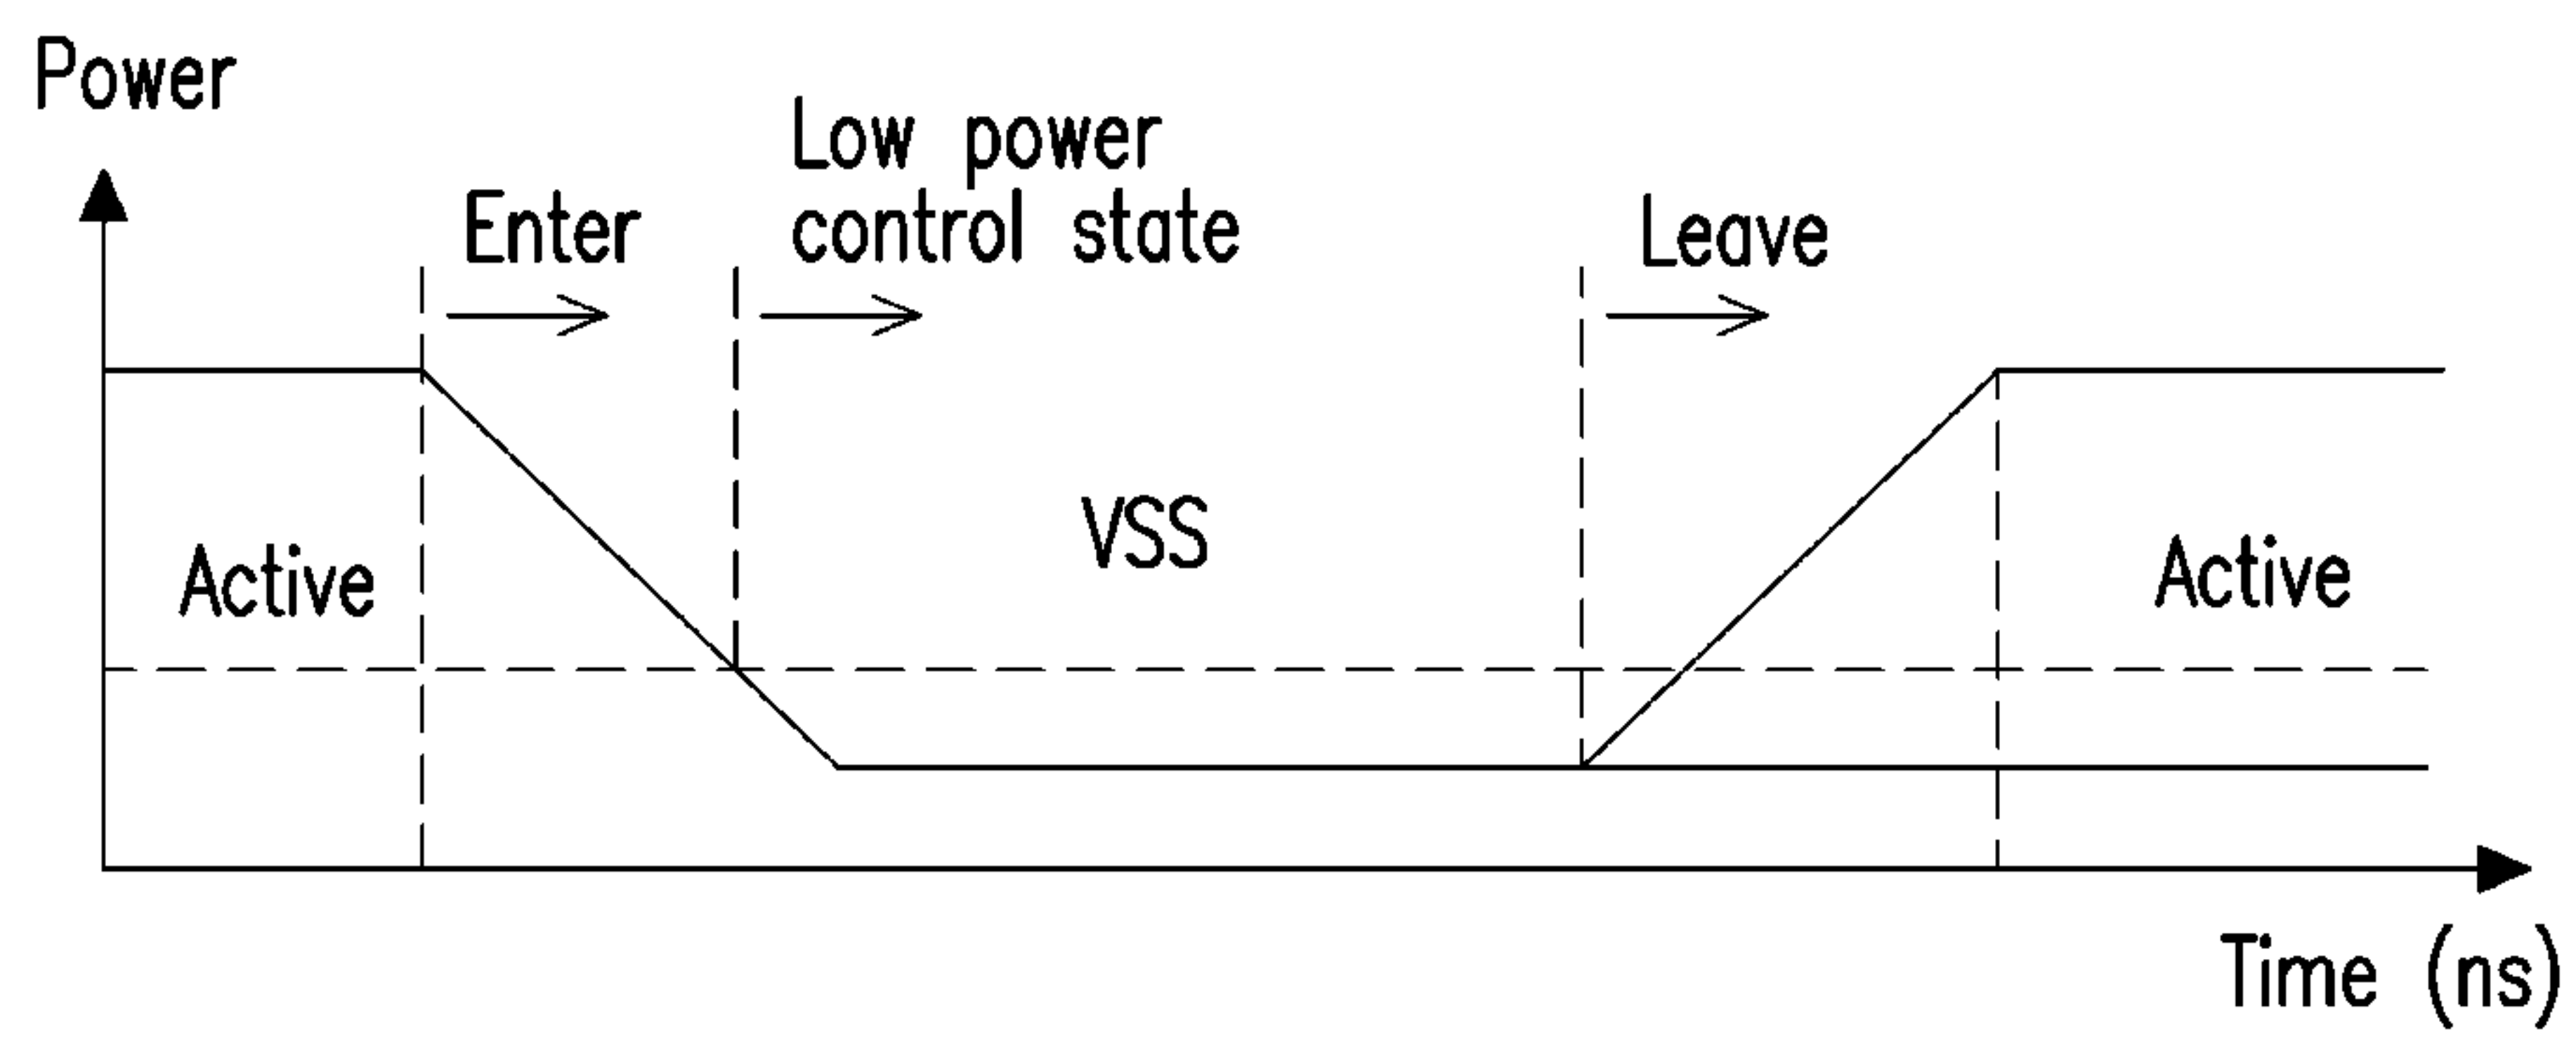 Power
Low power
control state
Enter
Leave
VSS
Active
Active
Time (ns)